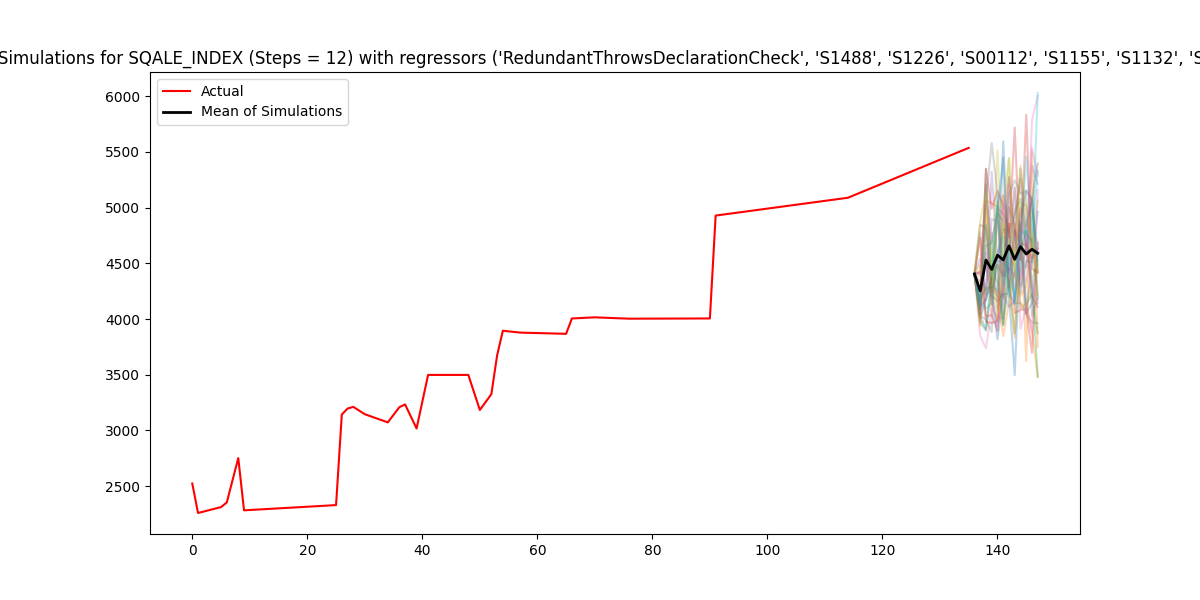 Simulations for SQALE_INDEX (Steps = 12) with regressors ('RedundantThrowsDeclarationCheck', 'S1488', 'S1226', 'S00112', 'S1155', 'S1132', 'S
Actual
Mean of Simulations
6000
5500
5000
4500
4000
3500
3000
2500
0 20 40 60 80 100 120 140